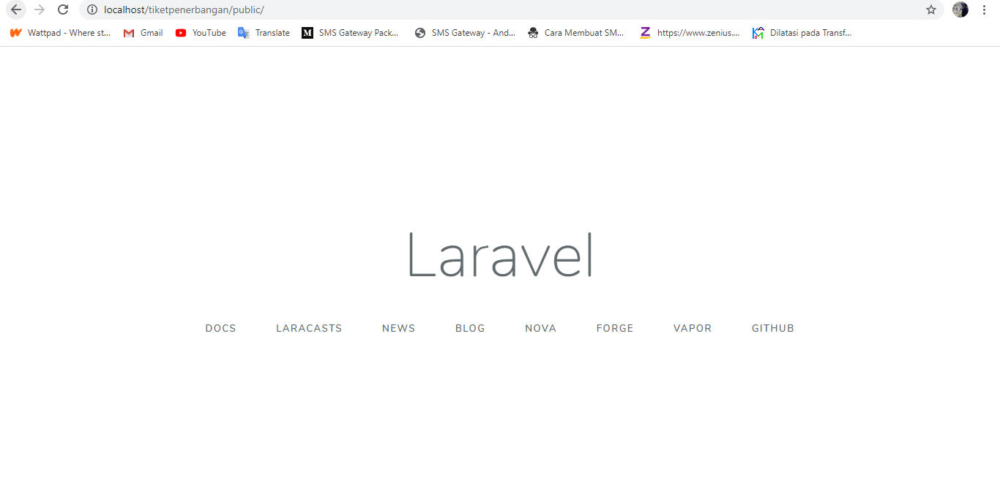 localhost/tiketpenerbangan/public/
Wattpad - Where st... Gmail YouTube Translate SMS Gateway Pack... SMS Gateway - And... Cara Membuat SM... https://www.zenius.... Dilatasi pada Transf...
Laravel
DOCS LARACASTS NEWS BLOG NOVA FORGE VAPOR GITHUB